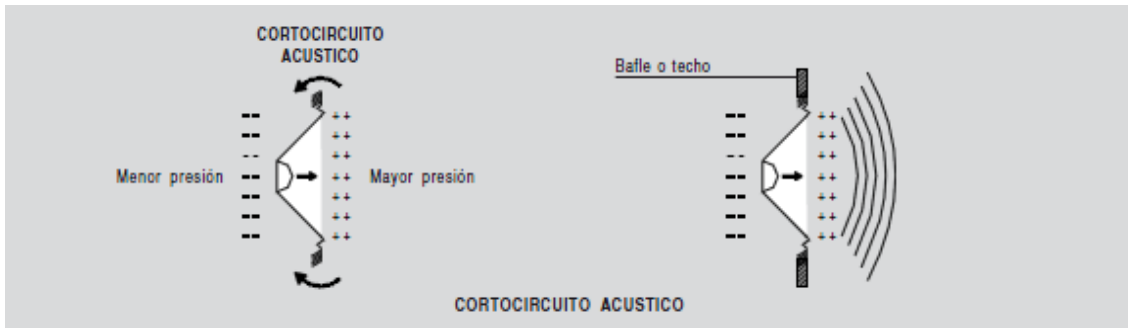 CORTOCIRCUITO
ACUSTICO
Bafle o techo
-- ++ -- ++
-- ++ -- ++
-- ++ -- ++
Menor presión -- ++ Mayor presión -- ++
-- ++ -- ++
-- ++ -- ++
-- ++ -- ++
CORTOCIRCUITO ACUSTICO